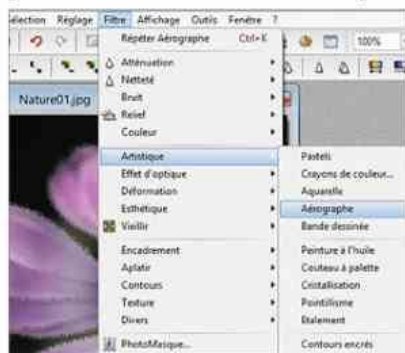 élection Réglage Filtre Affichage Outils Fenêtre ?
Répéter Aérographe Ctrl+K
100%
Atténuation
Netteté
Nature01.jpg
Bruit
Relief
Couleur
Artistique
Effet d'optique
Déformation
Esthétique
Vieillir
Encadrement
Aplatir
Contours
Texture
Divers
PhotoMasque...
Pastels
Crayons de couleur...
Aquarelle
Aérographe
Bande dessinée
Peinture à l'huile
Couteau à palette
Cristallisation
Pointillisme
Etalement
Contours encrés